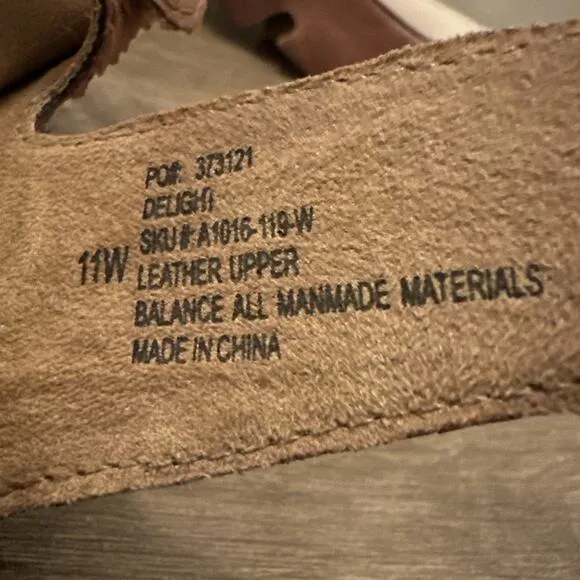 PO#: 373121
DELIGHT
SKU #: A1016-119-W
11W LEATHER UPPER
BALANCE ALL MANMADE MATERIALS
MADE IN CHINA